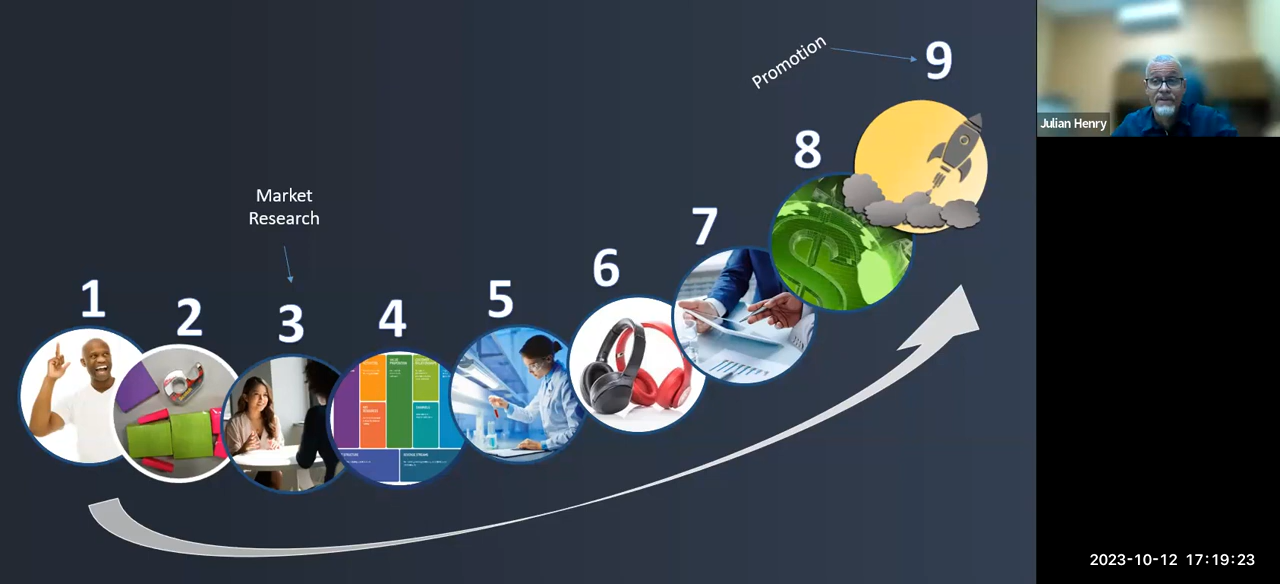 Promotion
9
8
Market
Research
7
6
5
4
3
2
1
Julian Henry
2023-10-12 17:19:23